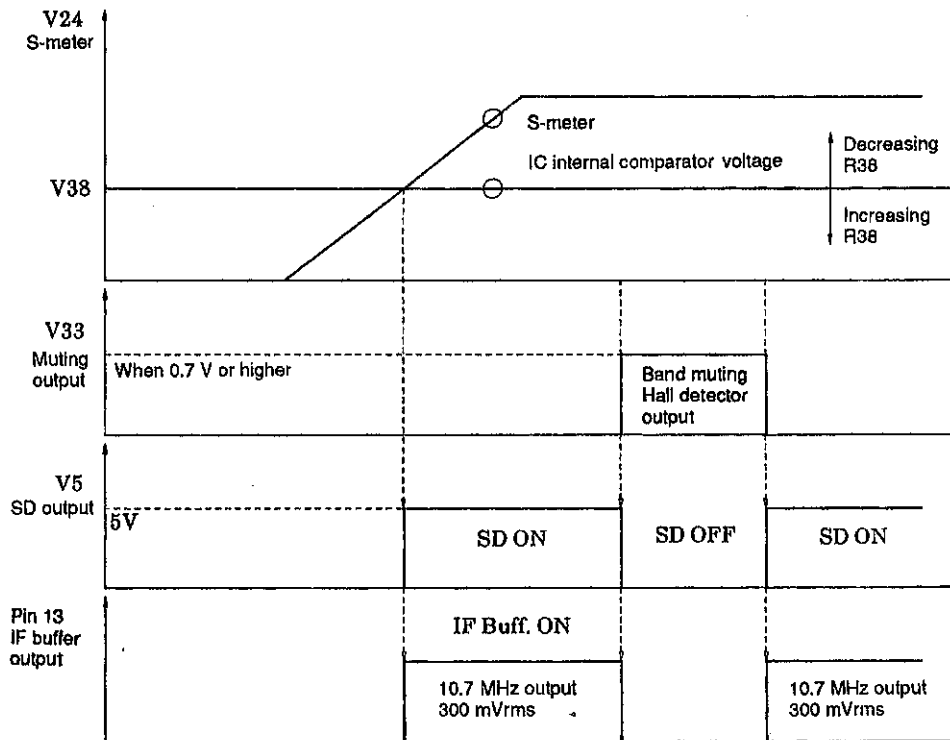 V24
S-meter
S-meter
IC internal comparator voltage
Decreasing
R38
V38
Increasing
R38
V33
Muting
output
When 0.7 V or higher
Band muting
Hall detector
output
V5
SD output
5V
SD ON
SD OFF
SD ON
Pin 13
IF buffer
output
IF Buff. ON
10.7 MHz output
300 mVrms
10.7 MHz output
300 mVrms